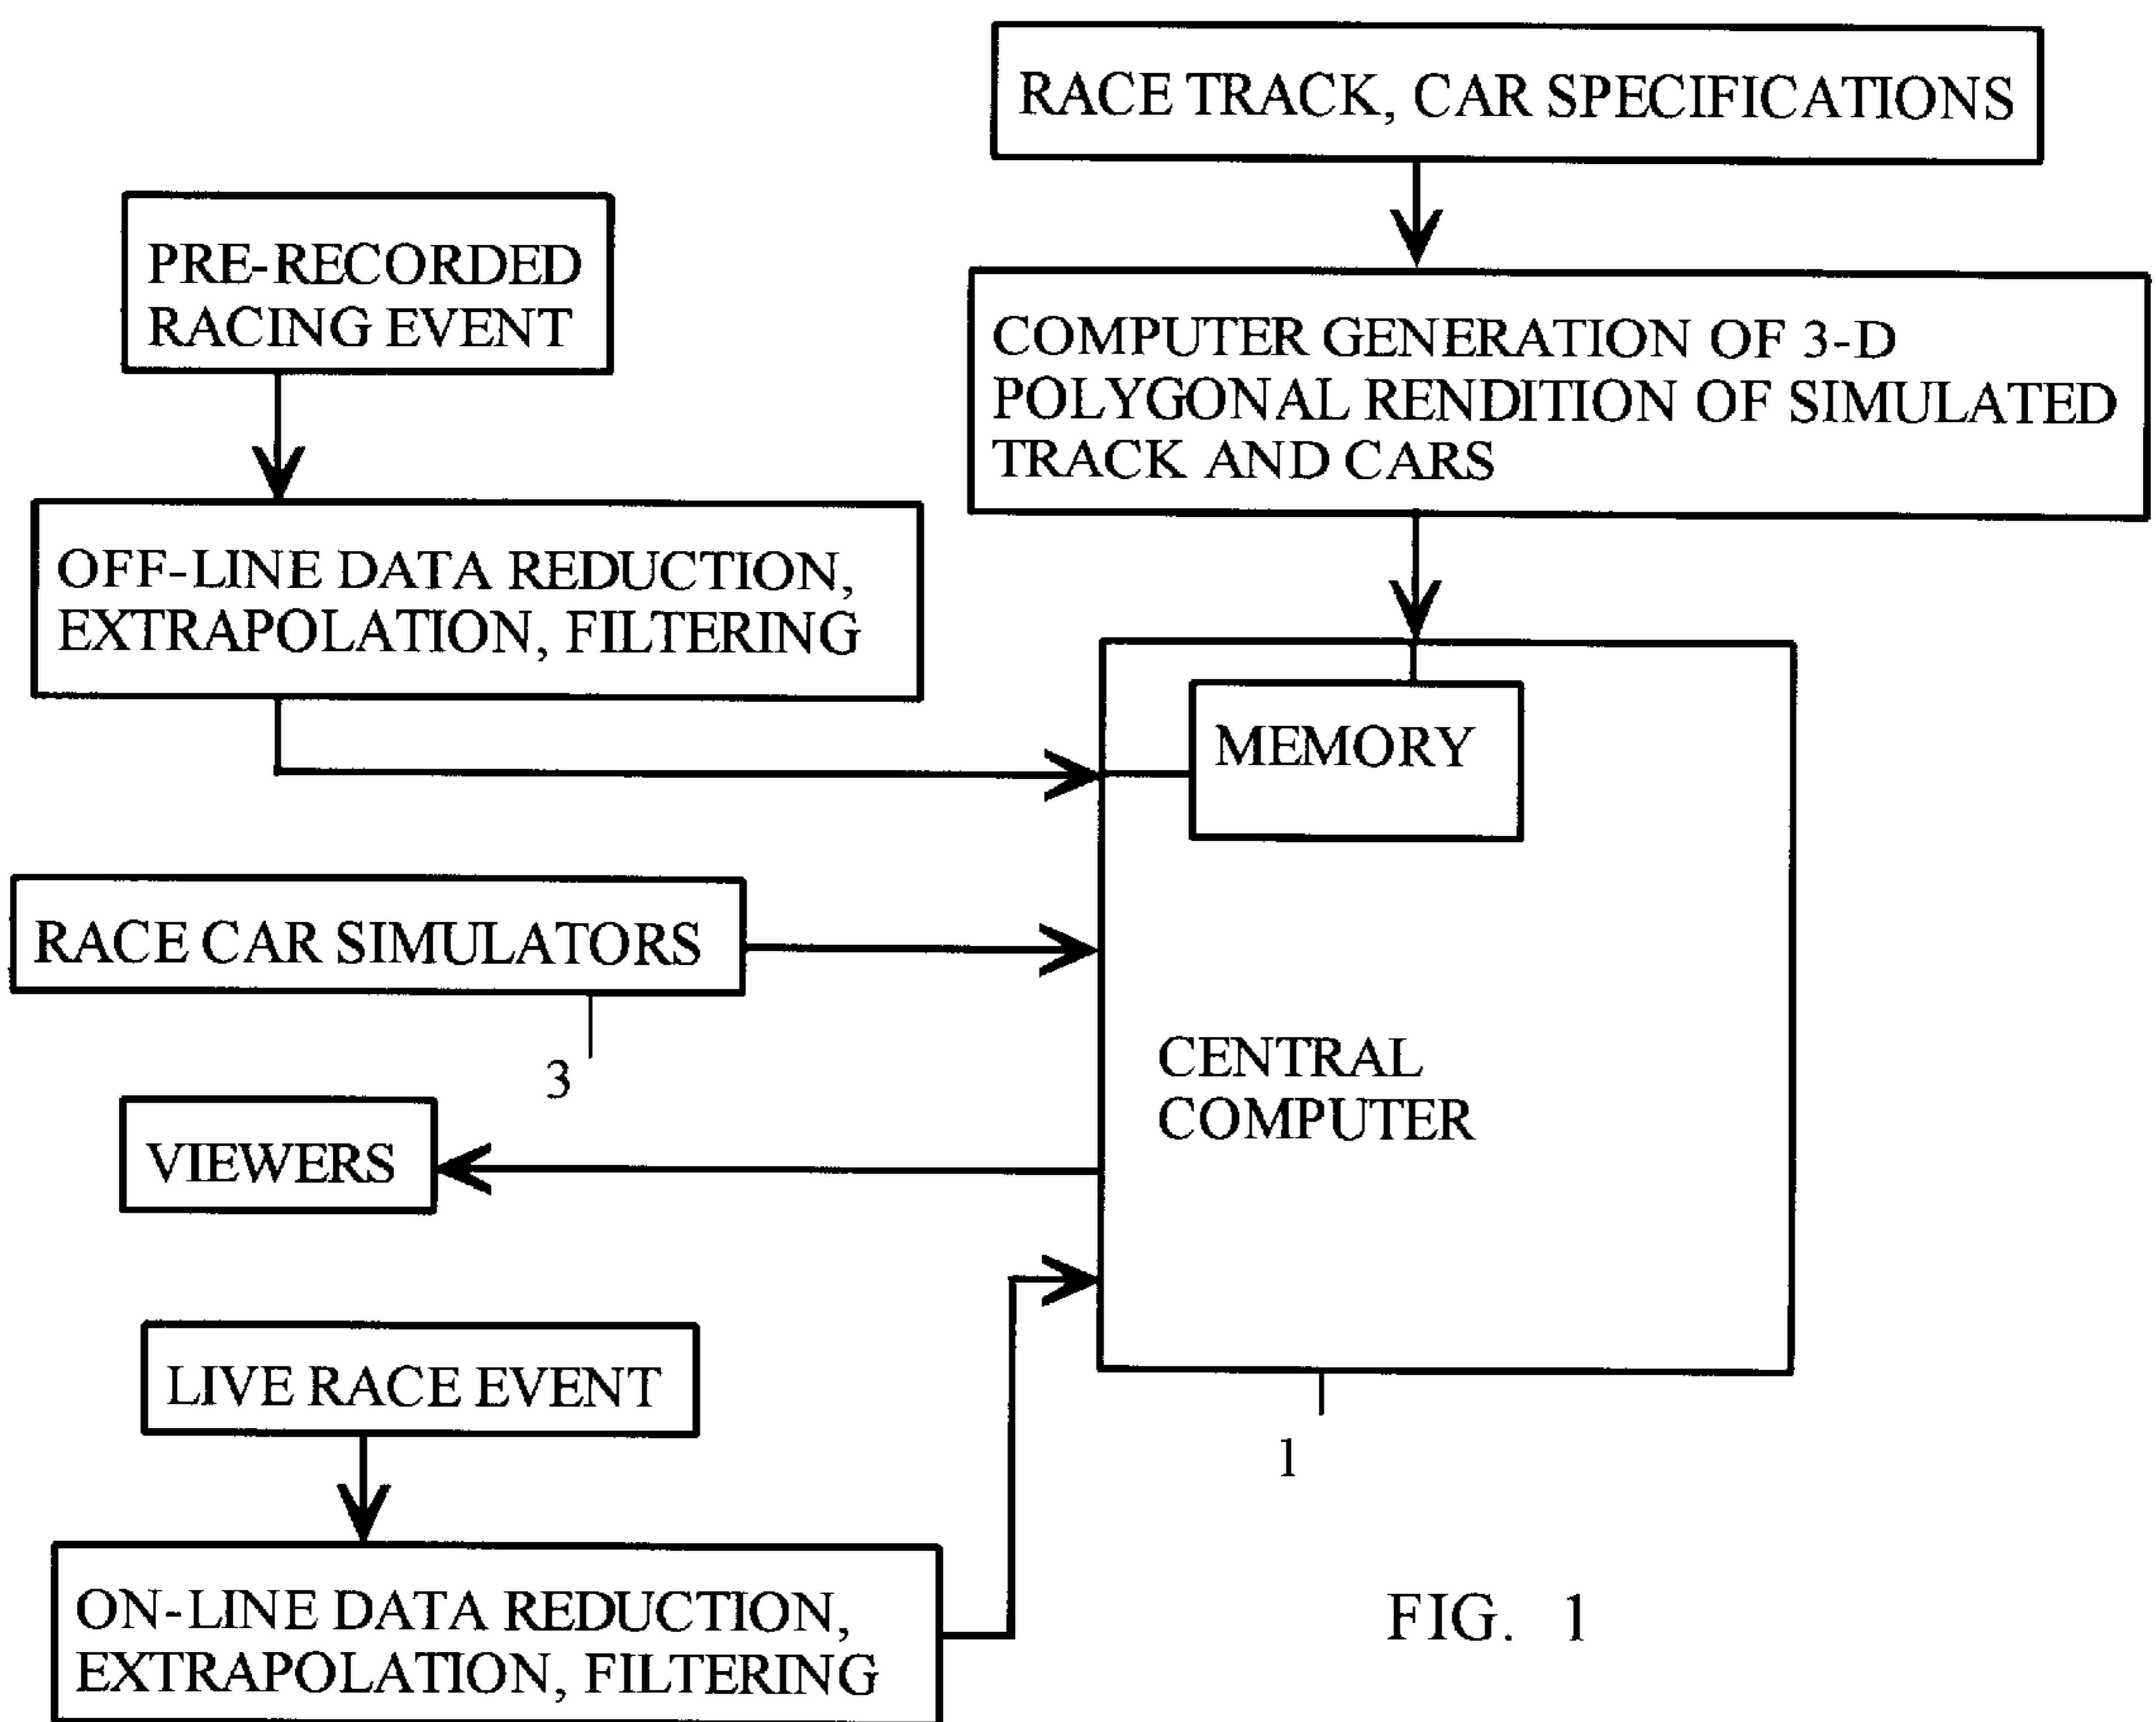 RACE TRACK, CAR SPECIFICATIONS
PRE-RECORDED
RACING EVENT
COMPUTER GENERATION OF 3-D
POLYGONAL RENDITION OF SIMULATED
TRACK AND CARS
OFF-LINE DATA REDUCTION,
EXTRAPOLATION, FILTERING
MEMORY
RACE CAR SIMULATORS
3
CENTRAL
COMPUTER
VIEWERS
LIVE RACE EVENT
1
ON-LINE DATA REDUCTION,
EXTRAPOLATION, FILTERING
FIG. 1